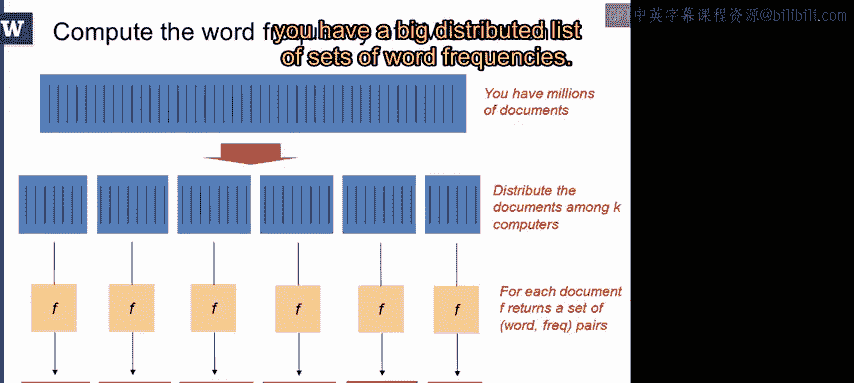 W
Compute the word f
you have a big distributed list
of sets of word frequencies.
中英字幕课程资源@bilibili.com
You have millions
of documents
Distribute the
documents among k
computers
f
f
f
f
f
f
For each document
f returns a set of
(word, freq) pairs